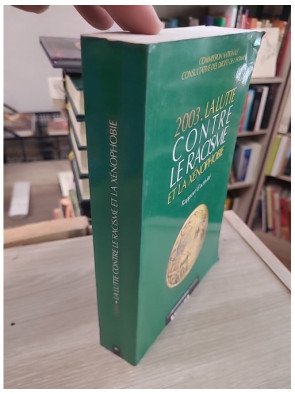 COMMISSION NATIONALE
CONSULTATIVE DES DROITS DE L'HOMME
2003. LA LUTTE
CONTRE
LE RACISME
ET LA XÉNOPHOBIE
Rapport d'activité
• LA LUTTE CONTRE LE RACISME ET LA XÉNOPHOBIE